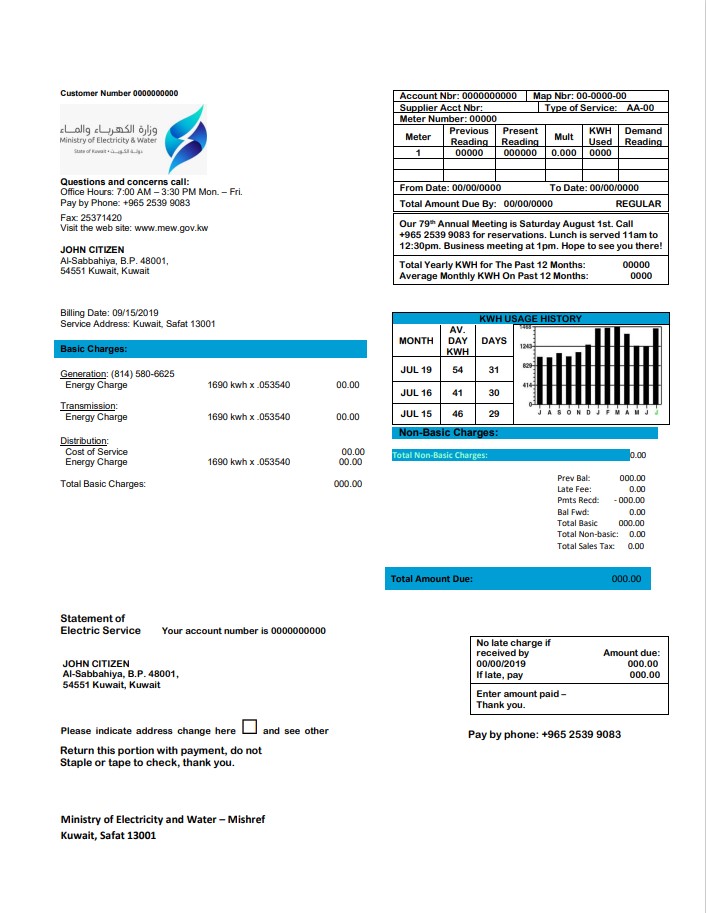 Customer Number 0000000000
وزارة الكهربـاء والمـاء
Ministry of Electricity & Water
State of Kuwait • دولـة الكويـت
Questions and concerns call:
Office Hours: 7:00 AM – 3:30 PM Mon. – Fri.
Pay by Phone: +965 2539 9083
Fax: 25371420
Visit the web site: www.mew.gov.kw
JOHN CITIZEN
Al-Sabbahiya, B.P. 48001,
54551 Kuwait, Kuwait
Billing Date: 09/15/2019
Service Address: Kuwait, Safat 13001
Basic Charges:
Generation: (814) 580-6625
Energy Charge 1690 kwh x .053540 00.00
Transmission:
Energy Charge 1690 kwh x .053540 00.00
Distribution:
Cost of Service 00.00
Energy Charge 1690 kwh x .053540 00.00
Total Basic Charges: 000.00
Account Nbr: 0000000000 Map Nbr: 00-0000-00
Supplier Acct Nbr: Type of Service: AA-00
Meter Number: 00000
Meter Previous Reading Present Reading Mult KWH Used Demand Reading
1 00000 000000 0.000 0000
From Date: 00/00/0000 To Date: 00/00/0000
Total Amount Due By: 00/00/0000 REGULAR
Our 79th Annual Meeting is Saturday August 1st. Call
+965 2539 9083 for reservations. Lunch is served 11am to
12:30pm. Business meeting at 1pm. Hope to see you there!
Total Yearly KWH for The Past 12 Months: 00000
Average Monthly KWH On Past 12 Months: 0000
KWH USAGE HISTORY
MONTH AV. DAY KWH DAYS
JUL 19 54 31
JUL 16 41 30
JUL 15 46 29
1460
1243
829
414
0
J A S O N D J F M A M J J
Non-Basic Charges:
Total Non-Basic Charges: 0.00
Prev Bal: 000.00
Late Fee: 0.00
Pmts Recd: - 000.00
Bal Fwd: 0.00
Total Basic 000.00
Total Non-basic: 0.00
Total Sales Tax: 0.00
Total Amount Due: 000.00
Statement of
Electric Service Your account number is 0000000000
JOHN CITIZEN
Al-Sabbahiya, B.P. 48001,
54551 Kuwait, Kuwait
Please indicate address change here and see other
Return this portion with payment, do not
Staple or tape to check, thank you.
No late charge if
received by Amount due:
00/00/2019 000.00
If late, pay 000.00
Enter amount paid –
Thank you.
Pay by phone: +965 2539 9083
Ministry of Electricity and Water – Mishref
Kuwait, Safat 13001